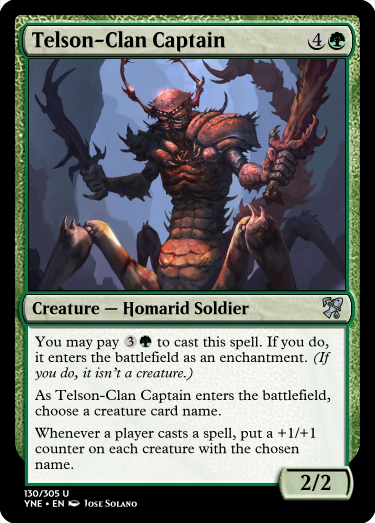 Telson-Clan Captain 4
Creature — Homarid Soldier
You may pay 3 to cast this spell. If you do,
it enters the battlefield as an enchantment. (If
you do, it isn't a creature.)
As Telson-Clan Captain enters the battlefield,
choose a creature card name.
Whenever a player casts a spell, put a +1/+1
counter on each creature with the chosen
name.
2/2
130/305 U
YNE • EN Jose Solano